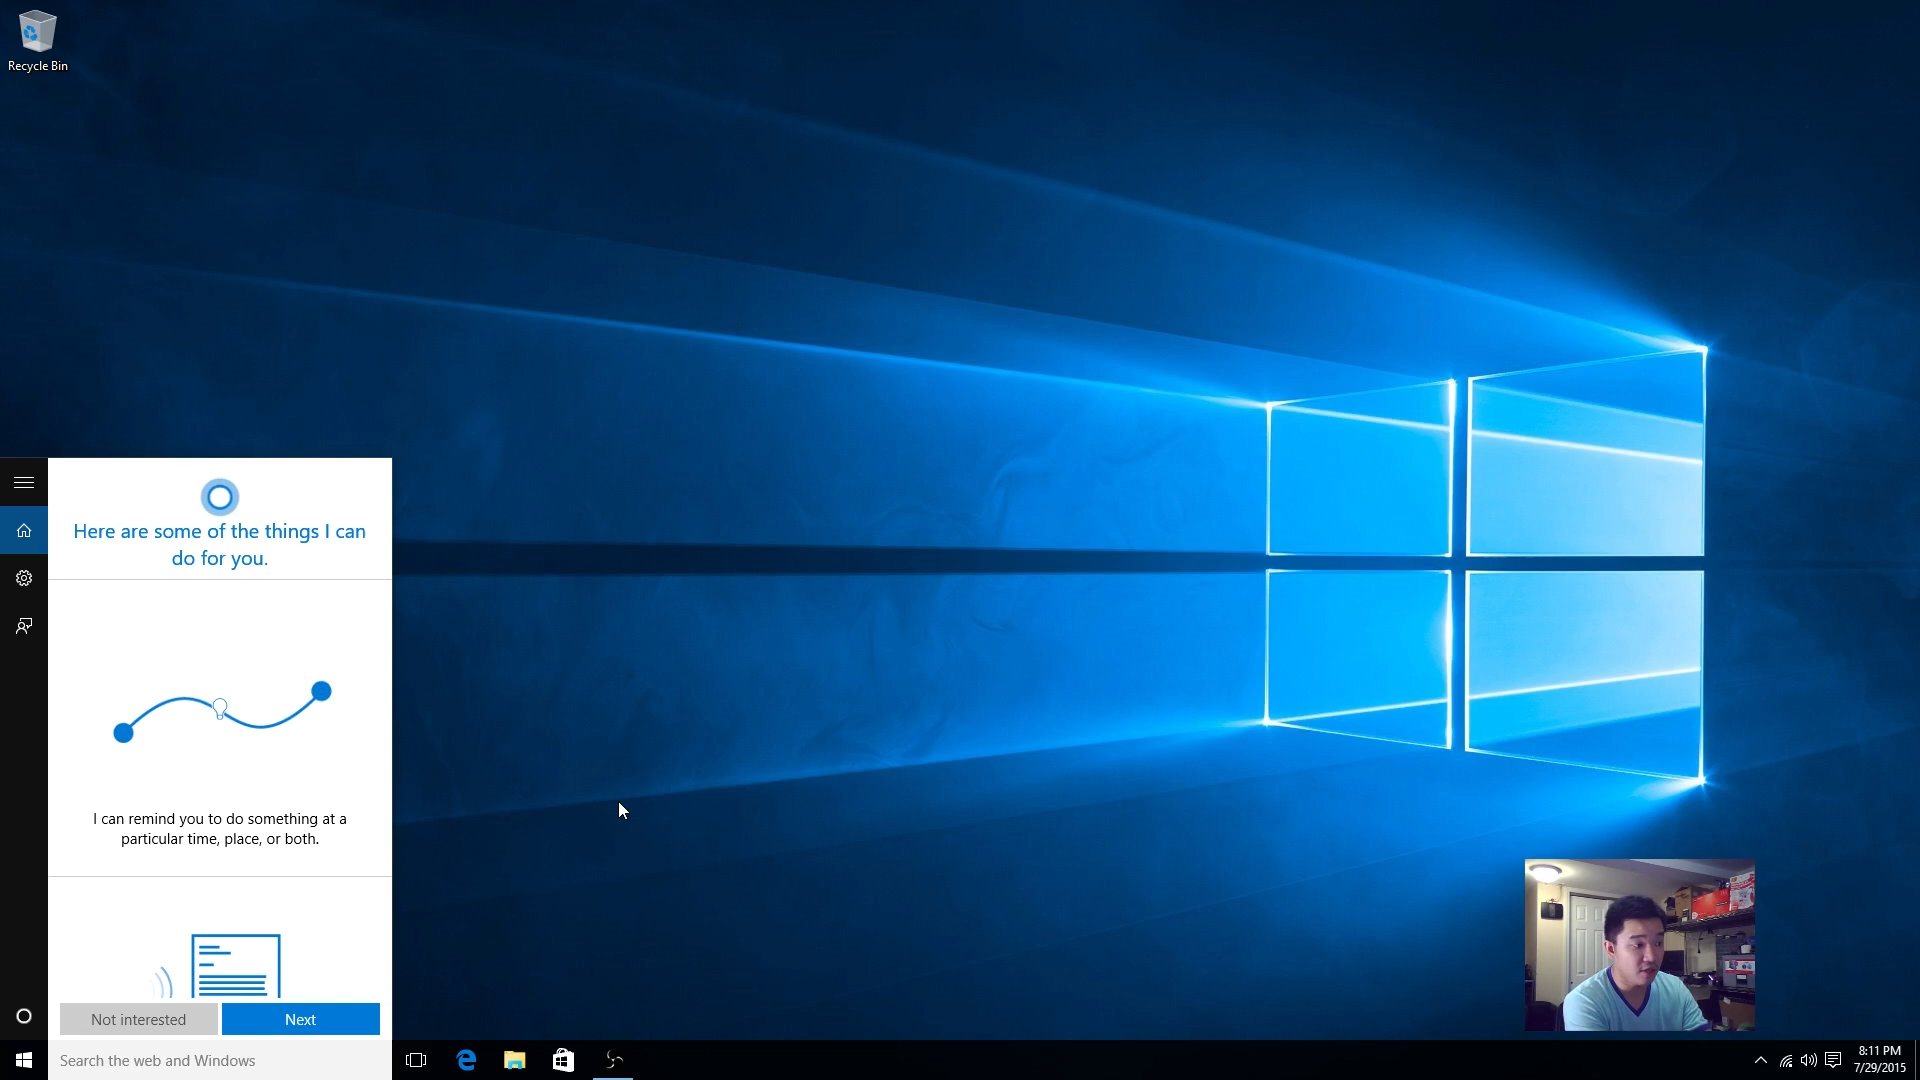 Recycle Bin
Here are some of the things I can
do for you.
I can remind you to do something at a
particular time, place, or both.
Not interested
Next
Search the web and Windows
8:11 PM
7/29/2015